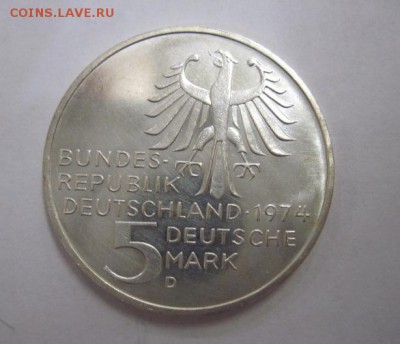 COINS.LAVE.RU
BUNDES-
REPUBLIK
DEUTSCHLAND·1974
5 DEUTSCHE
MARK
D